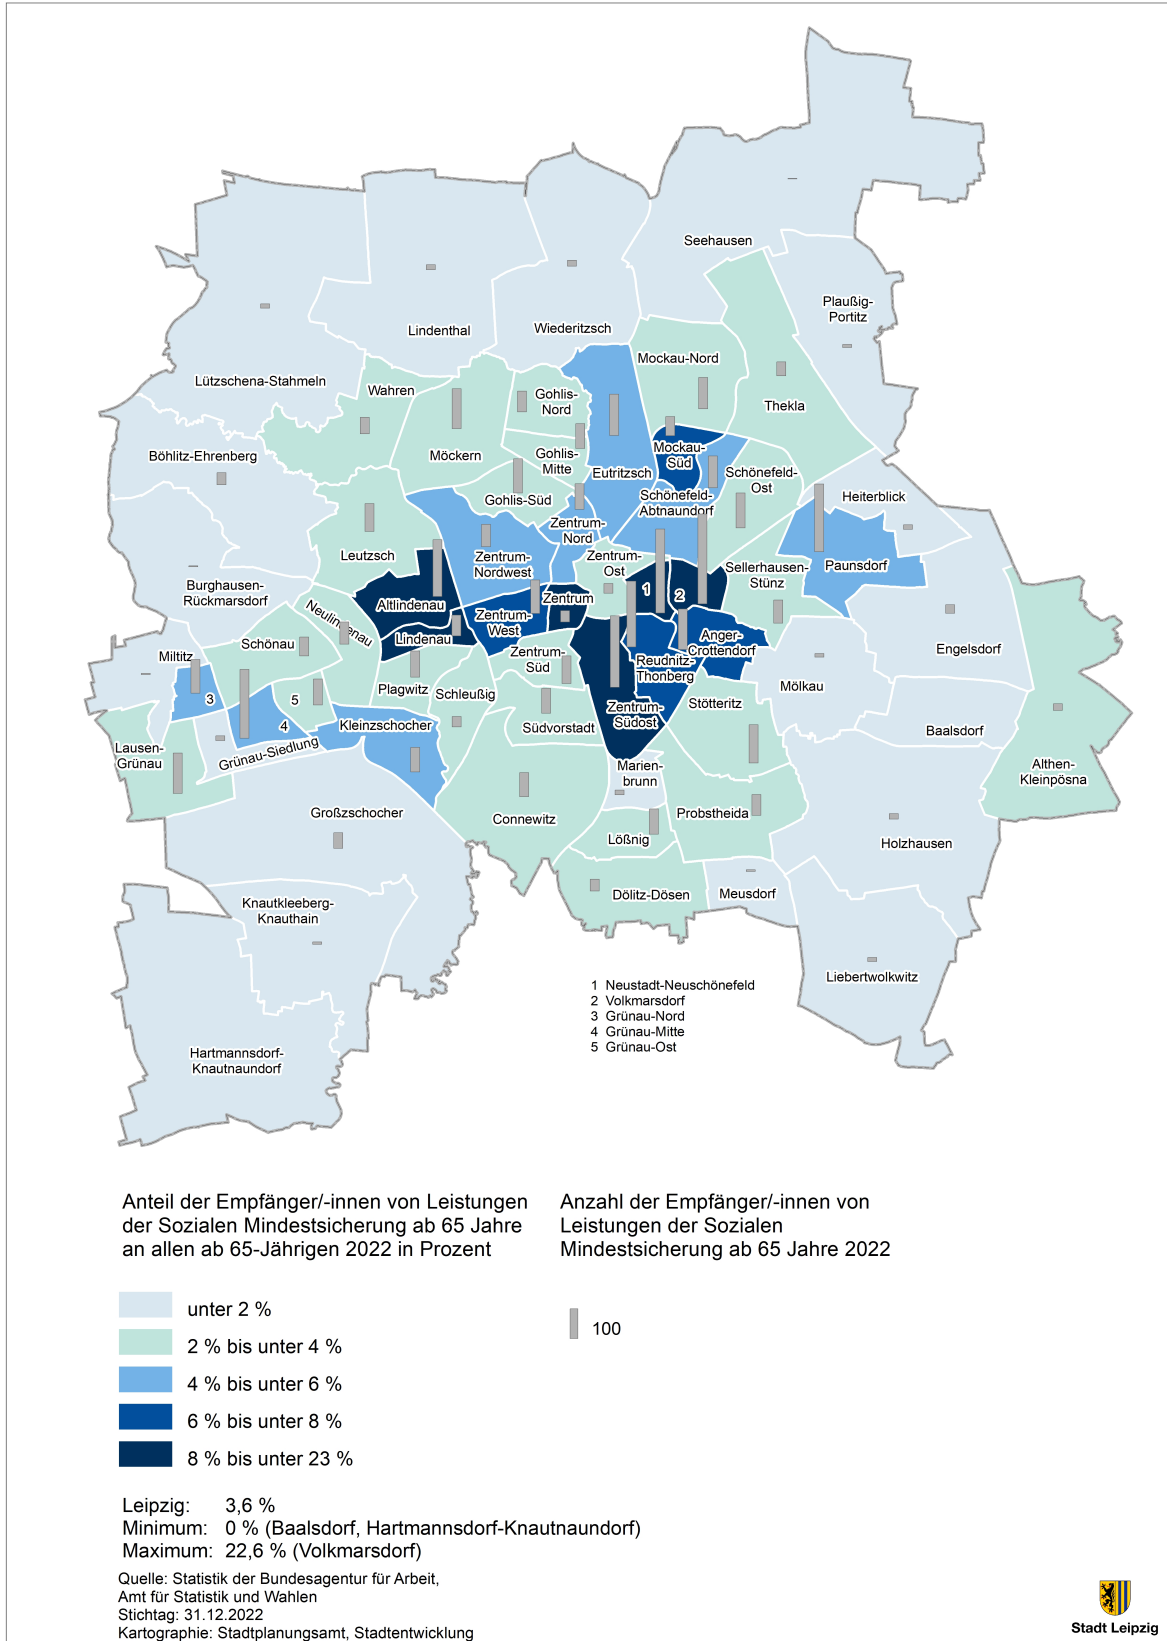 Seehausen
Plaußig-
Portitz
Lindenthal
Wiederitzsch
Mockau-Nord
Lützschena-Stahmeln
Wahren
Gohlis-
Nord
Thekla
Böhlitz-Ehrenberg
Möckern
Gohlis-
Mitte
Mockau-
Süd
Eutritzsch
Schönefeld-
Ost
Gohlis-Süd
Schönefeld-
Abtnaundorf
Heiterblick
Zentrum-
Nord
Leutzsch
Zentrum-
Nordwest
Zentrum-
Ost
Sellerhausen-
Stünz
Paunsdorf
Burghausen-
Rückmarsdorf
Altlindenau
Zentrum
1
2
Neulindenau
Lindenau
Zentrum-
West
Anger-
Crottendorf
Schönau
Miltitz
Zentrum-
Süd
Reudnitz-
Thonberg
Engelsdorf
Mölkau
Plagwitz
Schleußig
3
5
4
Kleinzschocher
Südvorstadt
Zentrum-
Südost
Stötteritz
Baalsdorf
Lausen-
Grünau
Grünau-Siedlung
Marien-
brunn
Althen-
Kleinpösna
Großzschocher
Connewitz
Probstheida
Lößnig
Holzhausen
Knautkleeberg-
Knauthain
Dölitz-Dösen
Meusdorf
Liebertwolkwitz
Hartmannsdorf-
Knautnaundorf
1 Neustadt-Neuschönefeld
2 Volkmarsdorf
3 Grünau-Nord
4 Grünau-Mitte
5 Grünau-Ost
Anteil der Empfänger/-innen von Leistungen
der Sozialen Mindestsicherung ab 65 Jahre
an allen ab 65-Jährigen 2022 in Prozent
unter 2 %
2 % bis unter 4 %
4 % bis unter 6 %
6 % bis unter 8 %
8 % bis unter 23 %
Anzahl der Empfänger/-innen von
Leistungen der Sozialen
Mindestsicherung ab 65 Jahre 2022
100
Leipzig: 3,6 %
Minimum: 0 % (Baalsdorf, Hartmannsdorf-Knautnaundorf)
Maximum: 22,6 % (Volkmarsdorf)
Quelle: Statistik der Bundesagentur für Arbeit,
Amt für Statistik und Wahlen
Stichtag: 31.12.2022
Kartographie: Stadtplanungsamt, Stadtentwicklung
Stadt Leipzig